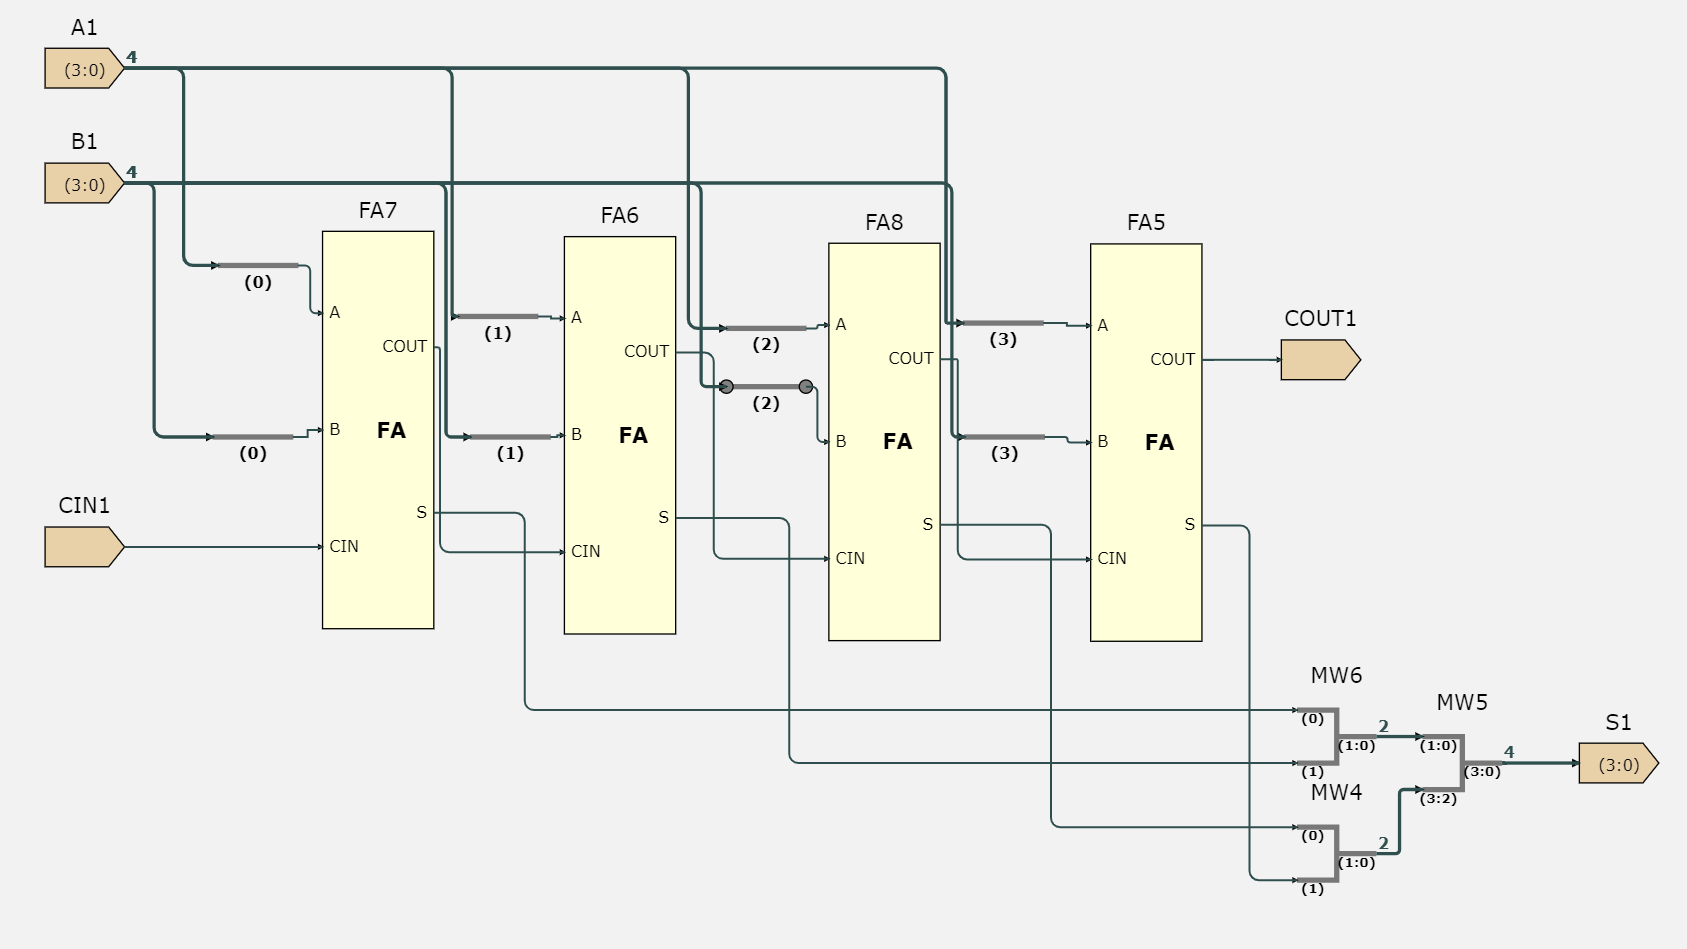 A1
(3:0)
4
B1
(3:0)
4
CIN1
FA7
A
COUT
B
FA
S
CIN
(0)
(0)
FA6
A
COUT
B
FA
S
CIN
(1)
(1)
FA8
A
COUT
B
FA
S
CIN
(2)
(2)
FA5
A
COUT
B
FA
S
CIN
(3)
(3)
COUT1
MW6
(0)
(1:0)
(1)
2
MW4
(0)
(1:0)
(1)
2
MW5
(1:0)
(3:0)
(3:2)
4
S1
(3:0)